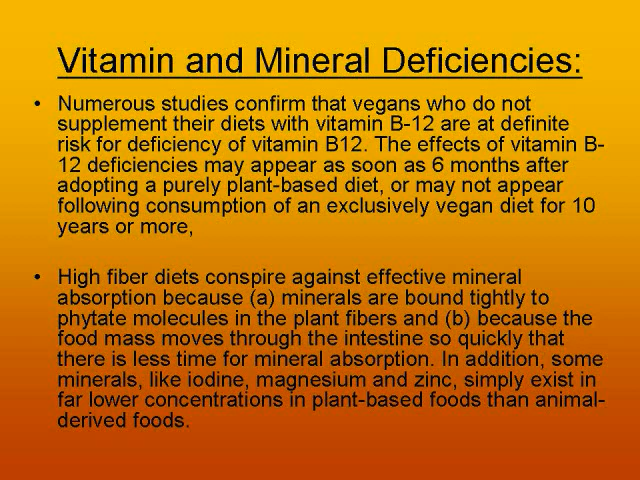 Vitamin and Mineral Deficiencies:
• Numerous studies confirm that vegans who do not
supplement their diets with vitamin B-12 are at definite
risk for deficiency of vitamin B12. The effects of vitamin B-
12 deficiencies may appear as soon as 6 months after
adopting a purely plant-based diet, or may not appear
following consumption of an exclusively vegan diet for 10
years or more,
• High fiber diets conspire against effective mineral
absorption because (a) minerals are bound tightly to
phytate molecules in the plant fibers and (b) because the
food mass moves through the intestine so quickly that
there is less time for mineral absorption. In addition, some
minerals, like iodine, magnesium and zinc, simply exist in
far lower concentrations in plant-based foods than animal-
derived foods.